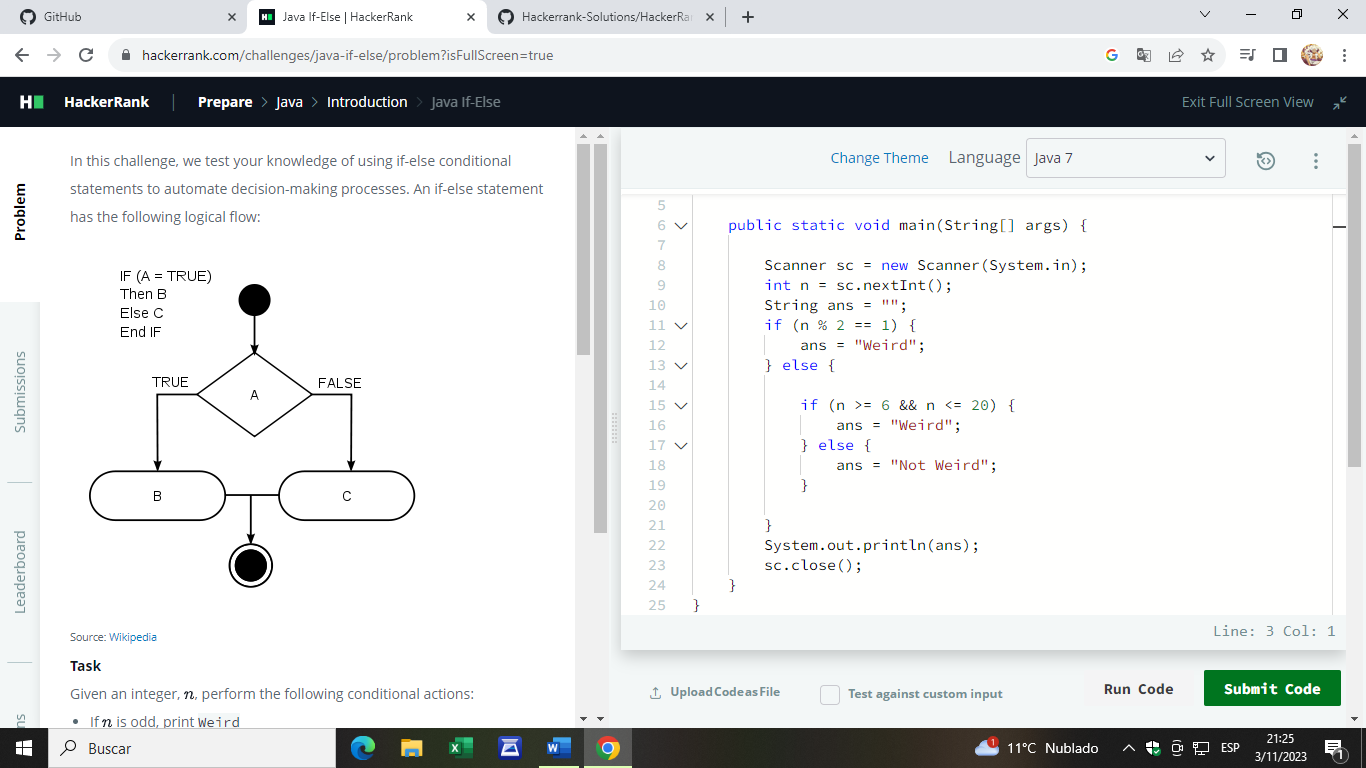 GitHub
Java If-Else | HackerRank
Hackerrank-Solutions/HackerRa
hackerrank.com/challenges/java-if-else/problem?isFullScreen=true
HackerRank | Prepare > Java > Introduction > Java If-Else
Exit Full Screen View
Problem
Submissions
Leaderboard
In this challenge, we test your knowledge of using if-else conditional
statements to automate decision-making processes. An if-else statement
has the following logical flow:
IF (A = TRUE)
Then B
Else C
End IF
TRUE
A
FALSE
B
C
Source: Wikipedia
Task
Given an integer, n, perform the following conditional actions:
• If n is odd, print Weird
Change Theme
Language
Java 7
5
6 public static void main(String[] args) {
7
8 Scanner sc = new Scanner(System.in);
9 int n = sc.nextInt();
10 String ans = "";
11 if (n % 2 == 1) {
12 ans = "Weird";
13 } else {
14
15 if (n >= 6 && n <= 20) {
16 ans = "Weird";
17 } else {
18 ans = "Not Weird";
19 }
20
21 }
22 System.out.println(ans);
23 sc.close();
24 }
25 }
Line: 3 Col: 1
Upload Code as File
Test against custom input
Run Code
Submit Code
Buscar
1
11°C Nublado
ESP
21:25
3/11/2023
1